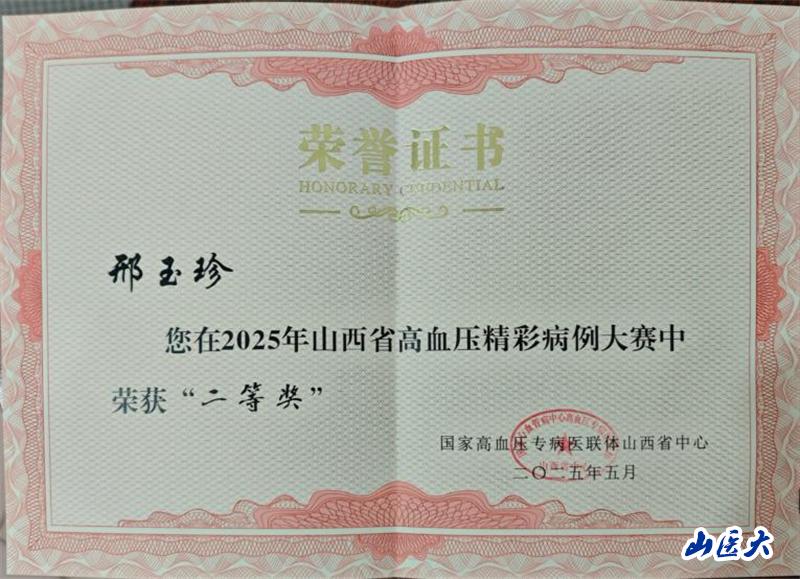 荣誉证书
HONORARY CREDENTIAL
邢玉珍
您在2025年山西省高血压精彩病例大赛中
荣获“二等奖”
国家高血压专病医联体山西省中心
二〇二五年五月
山医大